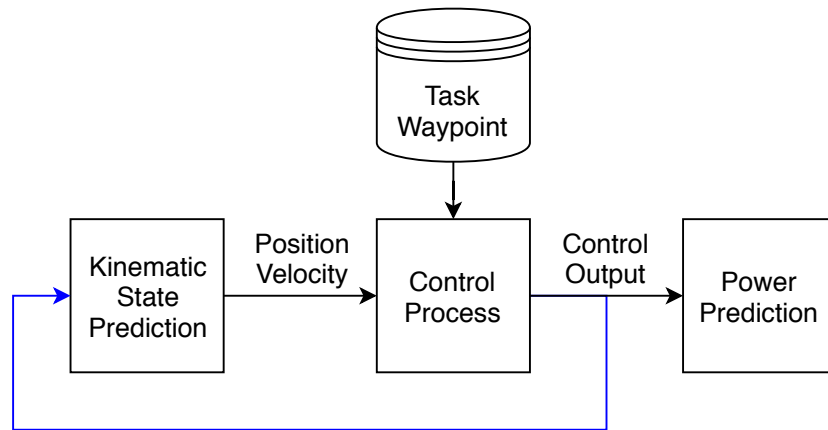 Task
Waypoint
Kinematic
State
Prediction
Position
Velocity
Control
Process
Control
Output
Power
Prediction